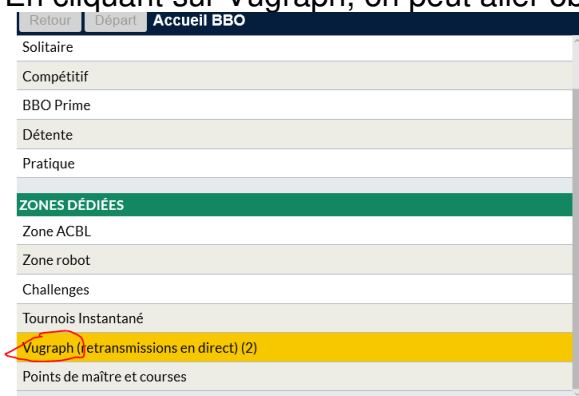 En cliquant sur Vugraph, on peut aller ob
Retour Départ Accueil BBO
Solitaire
Compétitif
BBO Prime
Détente
Pratique
ZONES DÉDIÉES
Zone ACBL
Zone robot
Challenges
Tournois Instantané
Vugraph (retransmissions en direct) (2)
Points de maître et courses